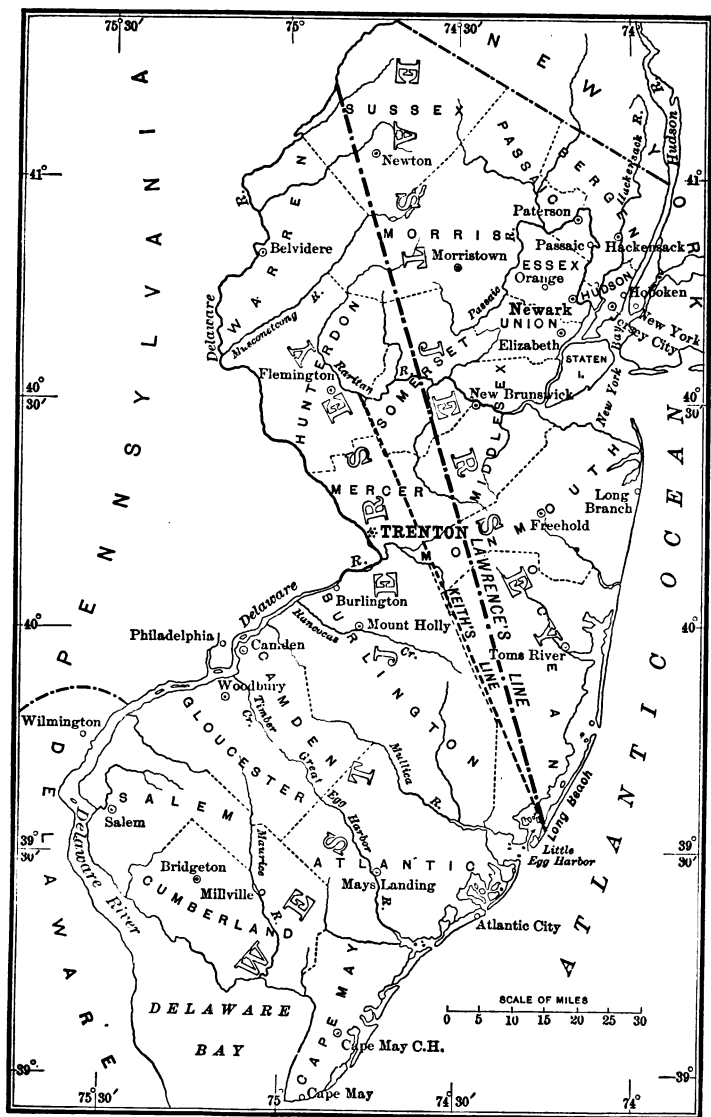 75° 30′ 75° 74° 30′ 74°
NEW YORK
Hudson R.
Hackensack R.
PENNSYLVANIA
EAST JERSEY
SUSSEX
Newton
PASSAIC
BERGEN
41° 41°
WARREN
R.
Belvidere
Paterson
Passaic
Hackensack
MORRIS
R.
Morristown
ESSEX
Orange
HUDSON
Hoboken
Newark
New York
Jersey City
Delaware
Musconetcong R.
Passaic
UNION
Elizabeth
STATEN I.
New York Bay
HUNTERDON
Flemington
Raritan
R.
SOMERSET
40° 30′ 40° 30′
New Brunswick
MIDDLESEX
MERCER
MONMOUTH
Long Branch
Freehold
TRENTON
LAWRENCE'S LINE
KEITH'S LINE
OCEAN
WEST JERSEY
Delaware R.
Burlington
BURLINGTON
Rancocus Cr.
Mount Holly
40° 40°
Philadelphia
Camden
Toms River
Woodbury
CAMDEN
Timber Cr.
GLOUCESTER
Wilmington
Great Egg Harbor R.
Mullica R.
Long Beach
Little Egg Harbor
ATLANTIC OCEAN
DELAWARE
SALEM
Salem
39° 30′ 39° 30′
Delaware River
Maurice R.
Bridgeton
Millville
CUMBERLAND
ATLANTIC
Mays Landing
Atlantic City
CAPE MAY
DELAWARE BAY
SCALE OF MILES
0 5 10 15 20 25 30
Cape May C.H.
Cape May
39° 39°
75° 30′ 75° 74° 30′ 74°